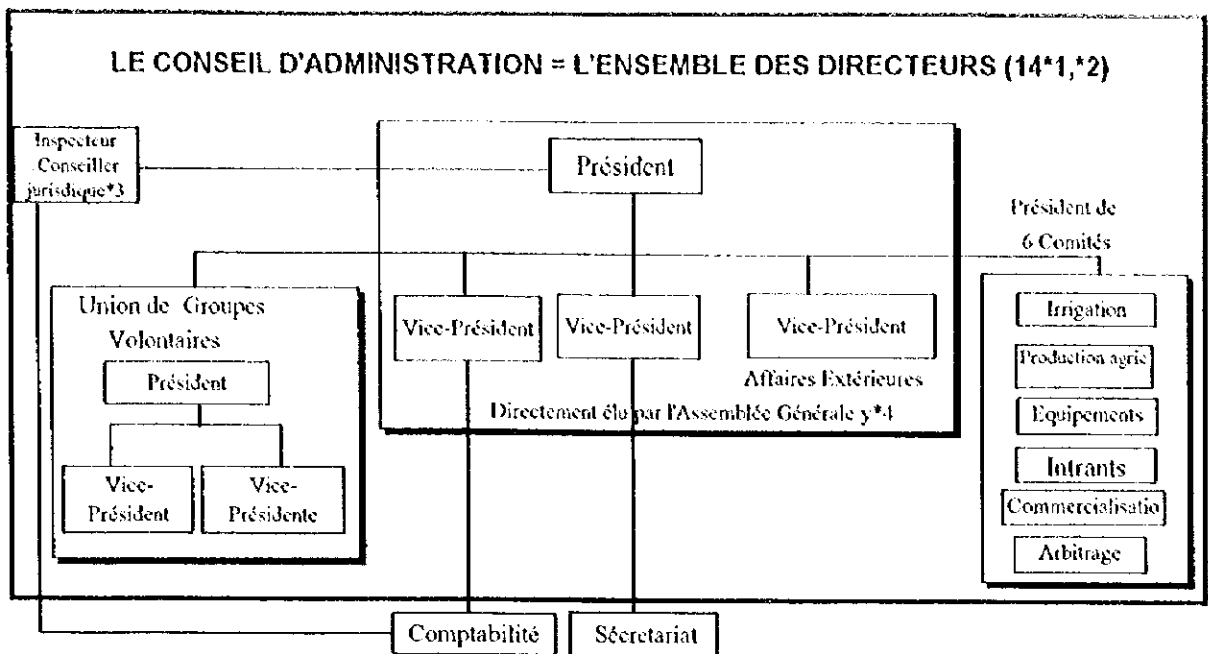 LE CONSEIL D'ADMINISTRATION = L'ENSEMBLE DES DIRECTEURS (14*1,*2)
Inspecteur
Conseiller
jurisdique*3
Président
Président de
6 Comités
Union de Groupes
Volontaires
Président
Vice-
Président
Vice-
Présidente
Vice-Président
Vice-Président
Vice-Président
Affaires Extérieures
Directement élu par l'Assemblée Générale y*4
Irrigation
Production agric
Equipements
Intrants
Commercialisatio
Arbitrage
Comptabilité
Sécretariat